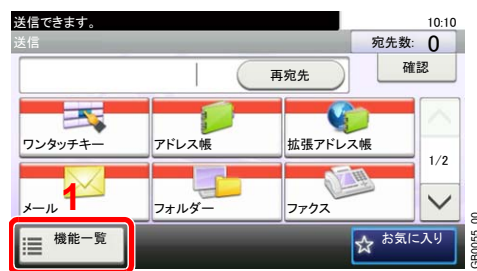 送信できます。 10:10
送信 宛先数: 0
再宛先 確認
ワンタッチキー アドレス帳 拡張アドレス帳
1/2
メール フォルダー ファクス
1
機能一覧 お気に入り
GB0055_00